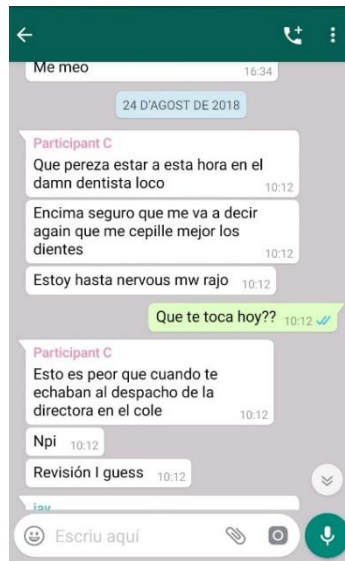 Me meo
16:34
24 D'AGOST DE 2018
Participant C
Que pereza estar a esta hora en el
damn dentista loco
10:12
Encima seguro que me va a decir
again que me cepille mejor los
dientes
10:12
Estoy hasta nervous mw rajo 10:12
Que te toca hoy?? 10:12
Participant C
Esto es peor que cuando te
echaban al despacho de la
directora en el cole
10:12
Npi 10:12
Revisión I guess 10:12
Escriu aquí